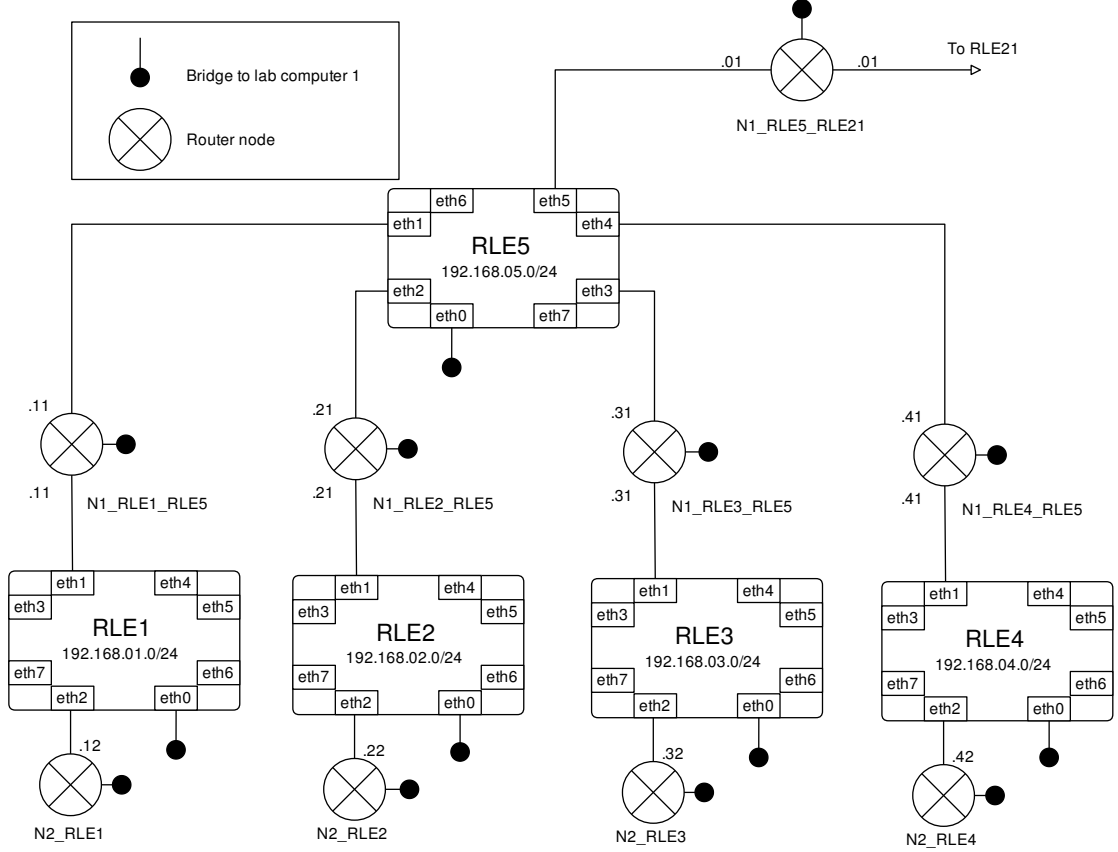 Bridge to lab computer 1
Router node
.01
.01
To RLE21
N1_RLE5_RLE21
eth6
eth5
eth1
eth4
RLE5
192.168.05.0/24
eth2
eth3
eth0
eth7
.11
.11
N1_RLE1_RLE5
.21
.21
N1_RLE2_RLE5
.31
.31
N1_RLE3_RLE5
.41
.41
N1_RLE4_RLE5
eth1
eth4
eth3
eth5
RLE1
192.168.01.0/24
eth7
eth6
eth2
eth0
.12
N2_RLE1
eth1
eth4
eth3
eth5
RLE2
192.168.02.0/24
eth7
eth6
eth2
eth0
.22
N2_RLE2
eth1
eth4
eth3
eth5
RLE3
192.168.03.0/24
eth7
eth6
eth2
eth0
.32
N2_RLE3
eth1
eth4
eth3
eth5
RLE4
192.168.04.0/24
eth7
eth6
eth2
eth0
.42
N2_RLE4